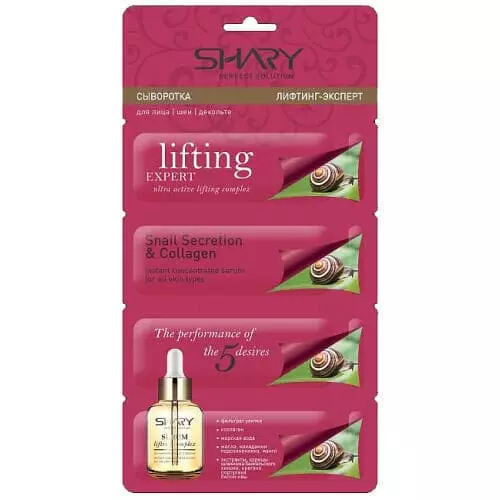 SHARY
PERFECT SOLUTION
СЫВОРОТКА
ЛИФТИНГ-ЭКСПЕРТ
для лица | шеи | декольте
lifting
EXPERT
ultra active lifting complex
Snail Secretion
& Collagen
instant concentrated serum
for all skin types
The performance of
the 5 desires
SHARY
SERUM
lifting complex
• фильтрат улитки
• коллаген
• морская вода
• масла: макадамии
подсолнечника, манго
• экстракты: корицы